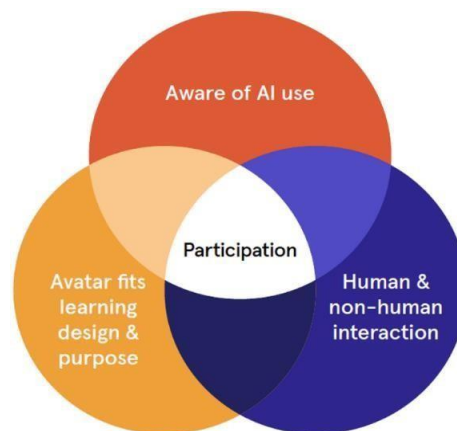 Aware of AI use
Participation
Avatar fits
learning
design &
purpose
Human &
non-human
interaction